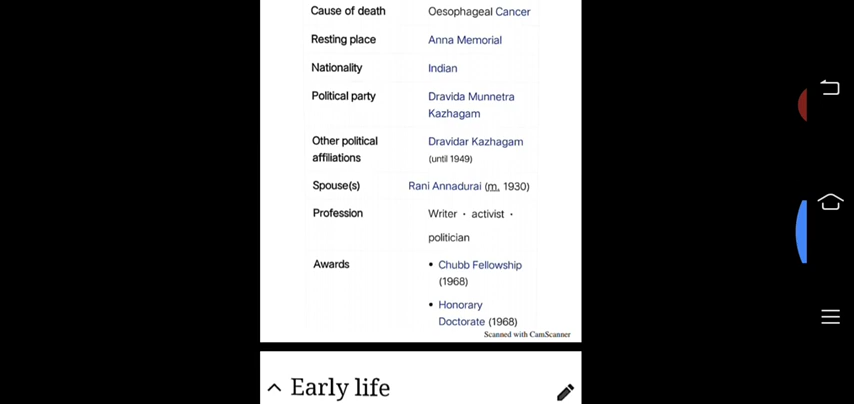 Cause of death Oesophageal Cancer
Resting place Anna Memorial
Nationality Indian
Political party Dravida Munnetra
Kazhagam
Other political Dravidar Kazhagam
affiliations (until 1949)
Spouse(s) Rani Annadurai (m. 1930)
Profession Writer · activist ·
politician
Awards • Chubb Fellowship
(1968)
• Honorary
Doctorate (1968)
Scanned with CamScanner
Early life